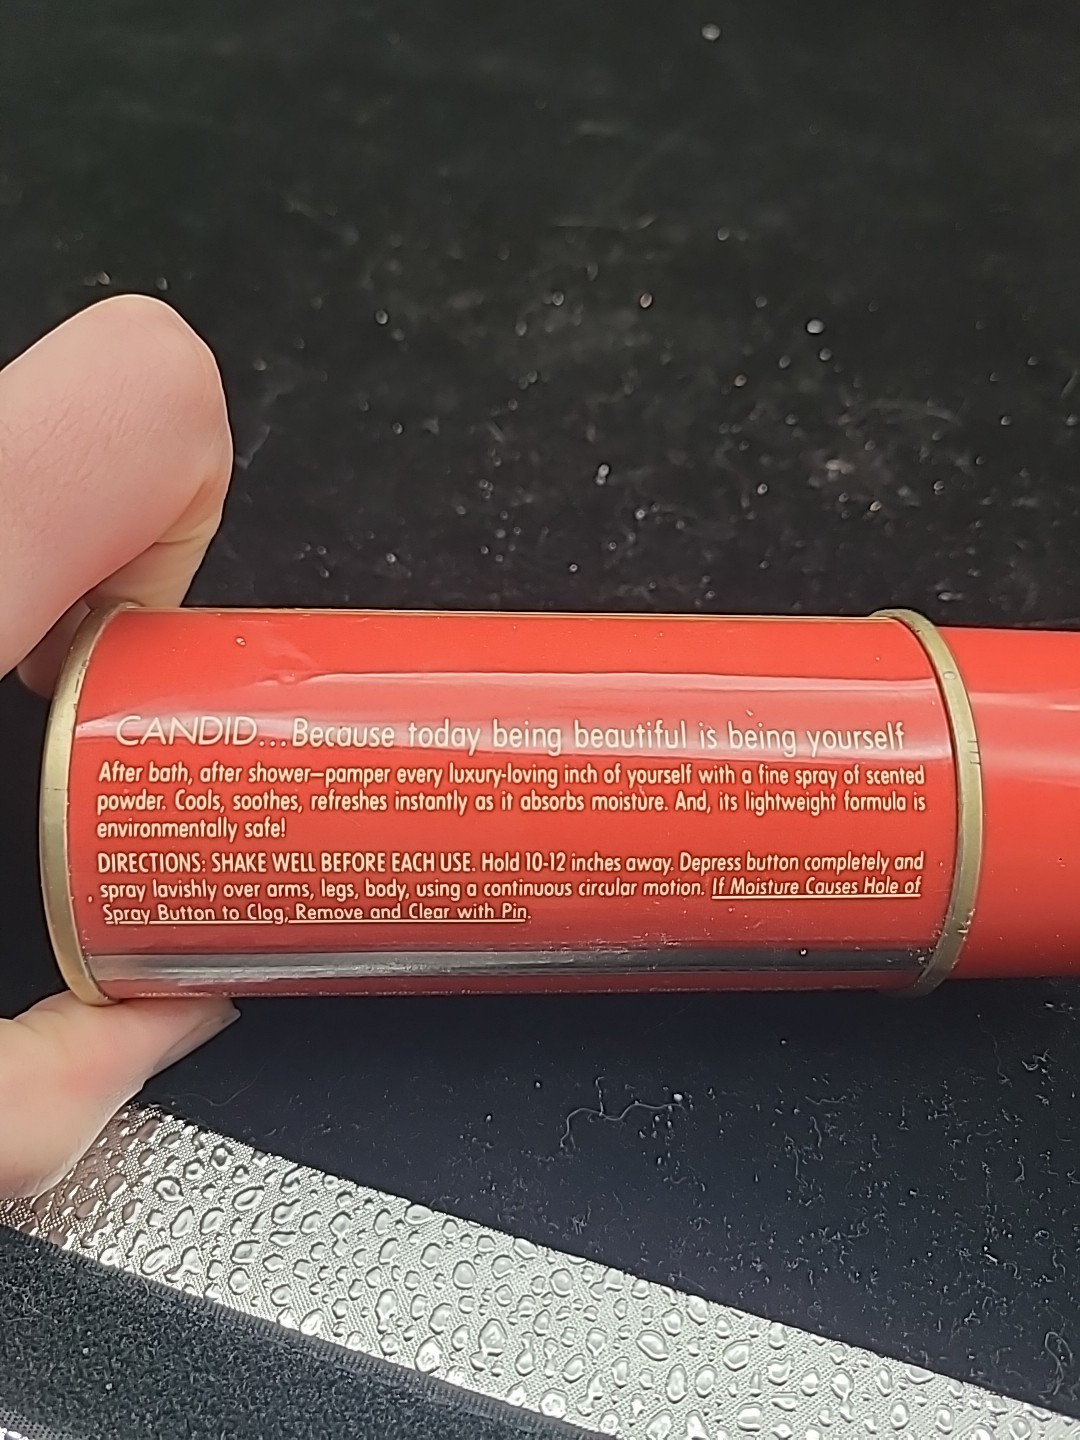 CANDID...Because today being beautiful is being yourself
After bath, after shower—pamper every luxury-loving inch of yourself with a fine spray of scented
powder. Cools, soothes, refreshes instantly as it absorbs moisture. And, its lightweight formula is
environmentally safe!
DIRECTIONS: SHAKE WELL BEFORE EACH USE. Hold 10-12 inches away. Depress button completely and
spray lavishly over arms, legs, body, using a continuous circular motion. If Moisture Causes Hole of
Spray Button to Clog, Remove and Clear with Pin.